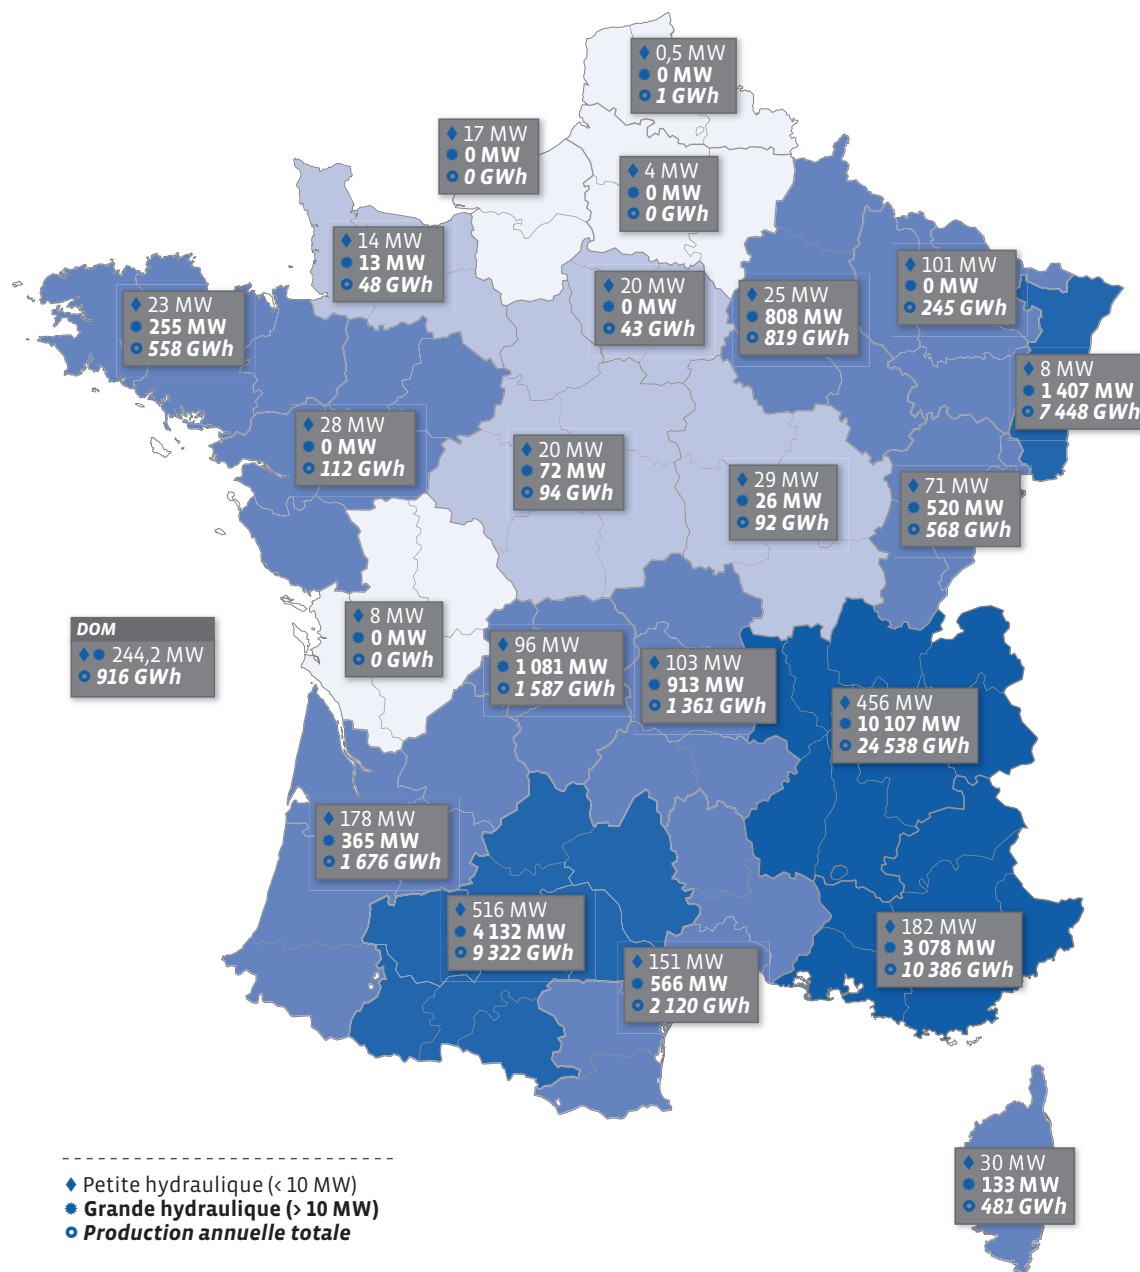 0,5 MW
0 MW
1 GWh
17 MW
0 MW
0 GWh
4 MW
0 MW
0 GWh
14 MW
13 MW
48 GWh
101 MW
0 MW
245 GWh
20 MW
0 MW
43 GWh
25 MW
808 MW
819 GWh
23 MW
255 MW
558 GWh
8 MW
1 407 MW
7 448 GWh
28 MW
0 MW
112 GWh
20 MW
72 MW
94 GWh
29 MW
26 MW
92 GWh
71 MW
520 MW
568 GWh
8 MW
0 MW
0 GWh
DOM
244,2 MW
916 GWh
96 MW
1 081 MW
1 587 GWh
103 MW
913 MW
1 361 GWh
456 MW
10 107 MW
24 538 GWh
178 MW
365 MW
1 676 GWh
516 MW
4 132 MW
9 322 GWh
182 MW
3 078 MW
10 386 GWh
151 MW
566 MW
2 120 GWh
30 MW
133 MW
481 GWh
Petite hydraulique (< 10 MW)
Grande hydraulique (> 10 MW)
Production annuelle totale